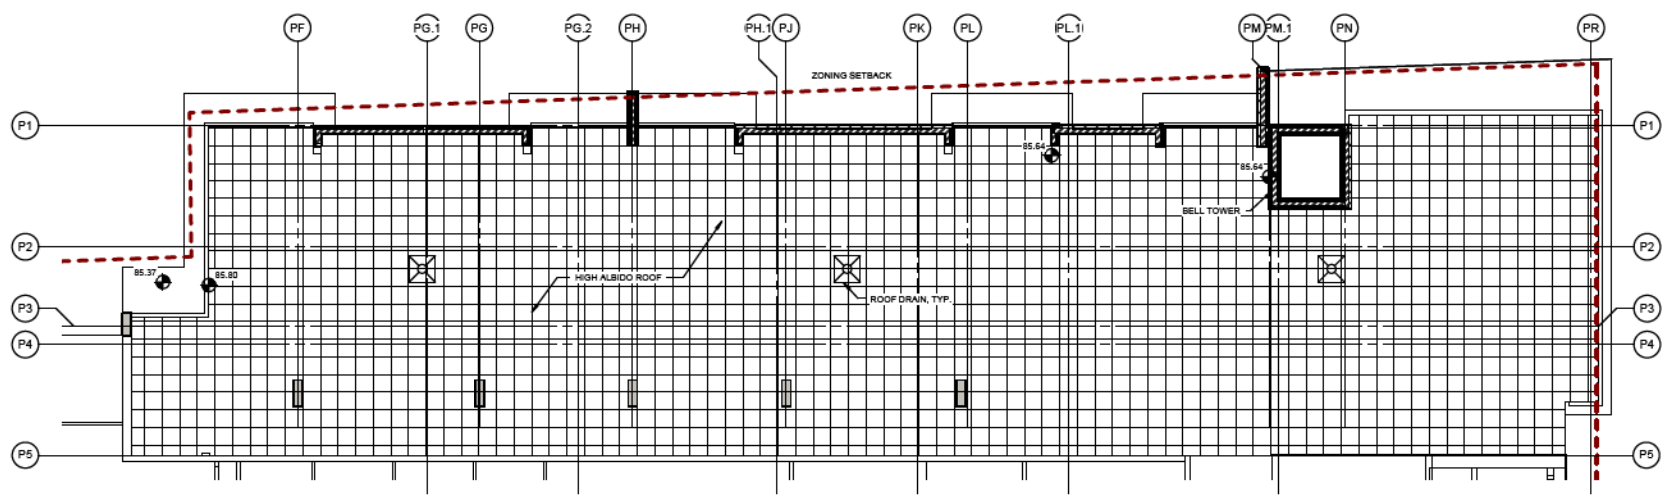 PF PG.1 PG PG.2 PH PH.1 PJ PK PL PL.1 PM PM.1 PN PR
ZONING SETBACK
P1 P1
85.64
85.64
BELL TOWER
P2 P2
85.37 85.80
HIGH ALBIDO ROOF
ROOF DRAIN, TYP.
P3 P3
P4 P4
P5 P5